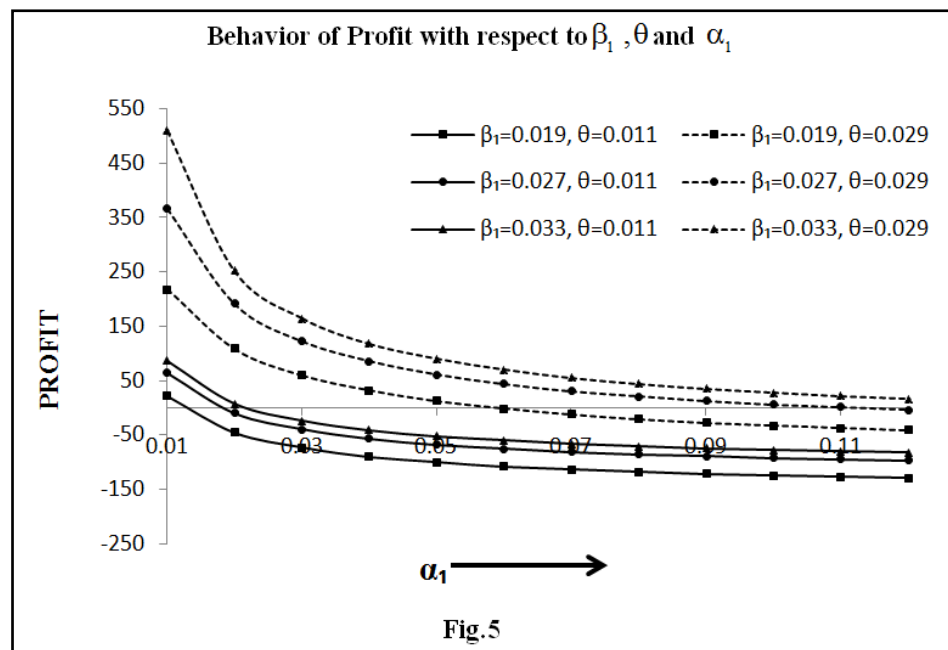 Behavior of Profit with respect to β₁ ,θ and α₁
550
450
350
250
150
50
-50
-150
-250
PROFIT
β₁=0.019, θ=0.011
β₁=0.019, θ=0.029
β₁=0.027, θ=0.011
β₁=0.027, θ=0.029
β₁=0.033, θ=0.011
β₁=0.033, θ=0.029
0.01 0.03 0.05 0.07 0.09 0.11
α₁
Fig.5